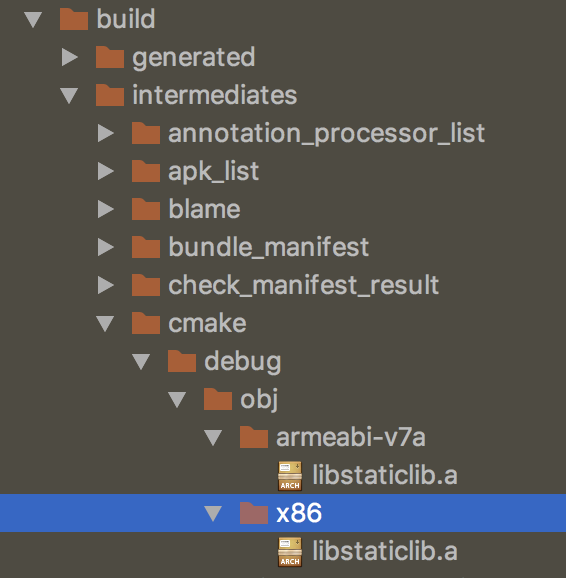 build
generated
intermediates
annotation_processor_list
apk_list
blame
bundle_manifest
check_manifest_result
cmake
debug
obj
armeabi-v7a
ARCH libstaticlib.a
x86
ARCH libstaticlib.a